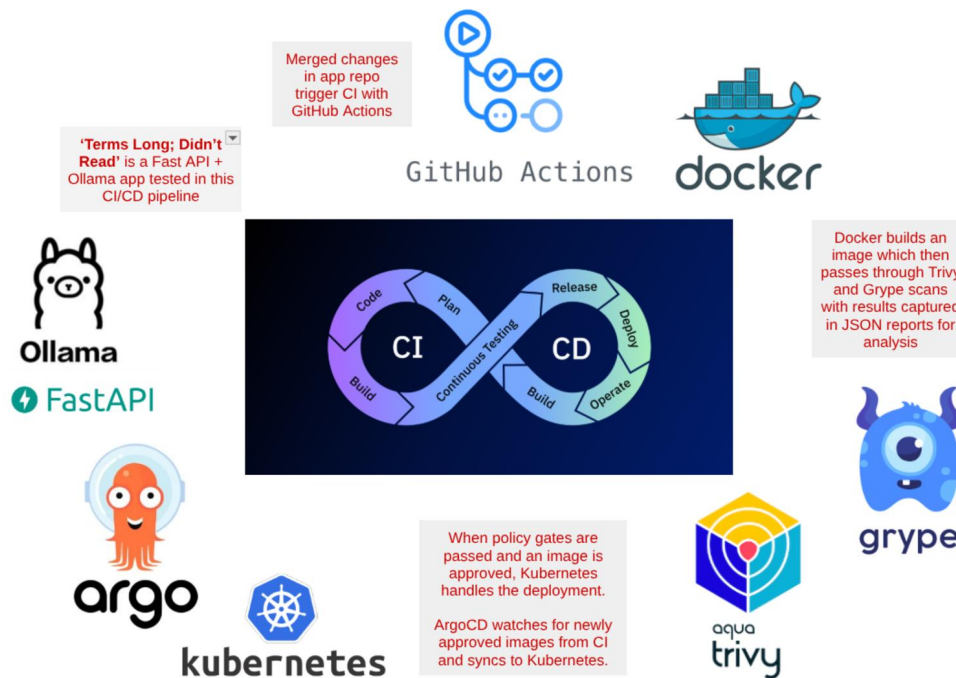 Merged changes
in app repo
trigger CI with
GitHub Actions
GitHub Actions
docker
‘Terms Long; Didn’t
Read’ is a Fast API +
Ollama app tested in this
CI/CD pipeline
Ollama
FastAPI
Code
Plan
Release
Deploy
CI
Continuous Testing
CD
Build
Build
Operate
Docker builds an
image which then
passes through Trivy
and Grype scans
with results captured
in JSON reports for
analysis
grype
argo
kubernetes
When policy gates are
passed and an image is
approved, Kubernetes
handles the deployment.
ArgoCD watches for newly
approved images from CI
and syncs to Kubernetes.
aqua
trivy